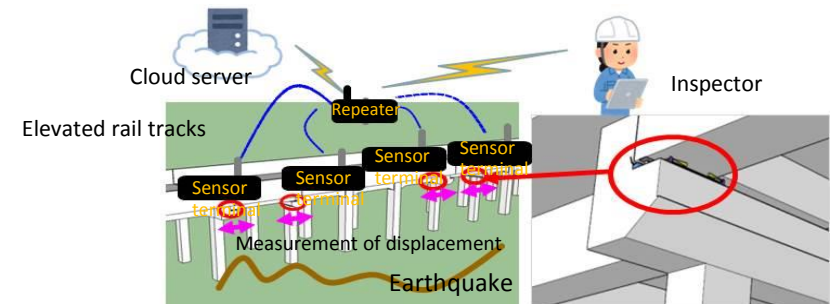 Cloud server
Inspector
Repeater
Elevated rail tracks
Sensor
terminal
Sensor
terminal
Sensor
terminal
Sensor
terminal
Measurement of displacement
Earthquake